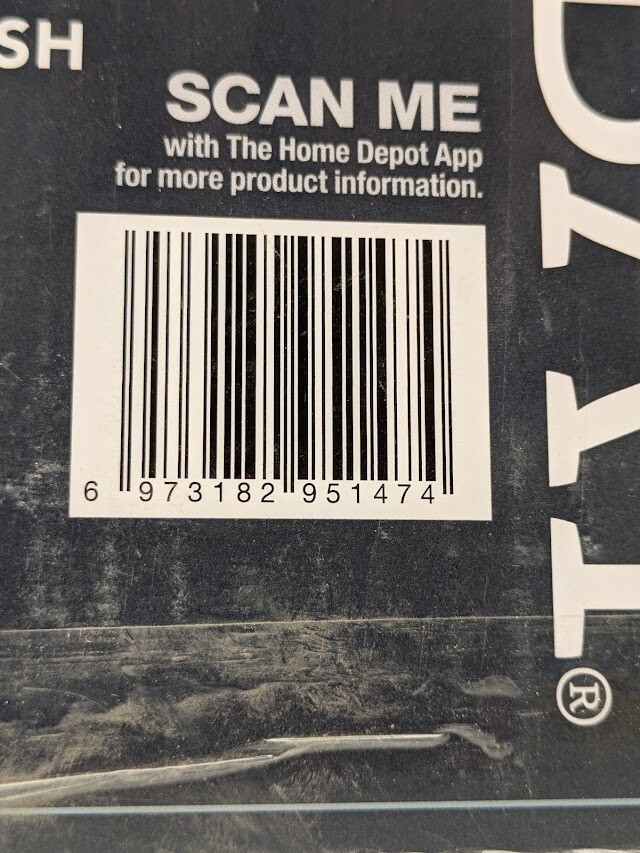 SH
SCAN ME
with The Home Depot App
for more product information.
6 973182 951474
®